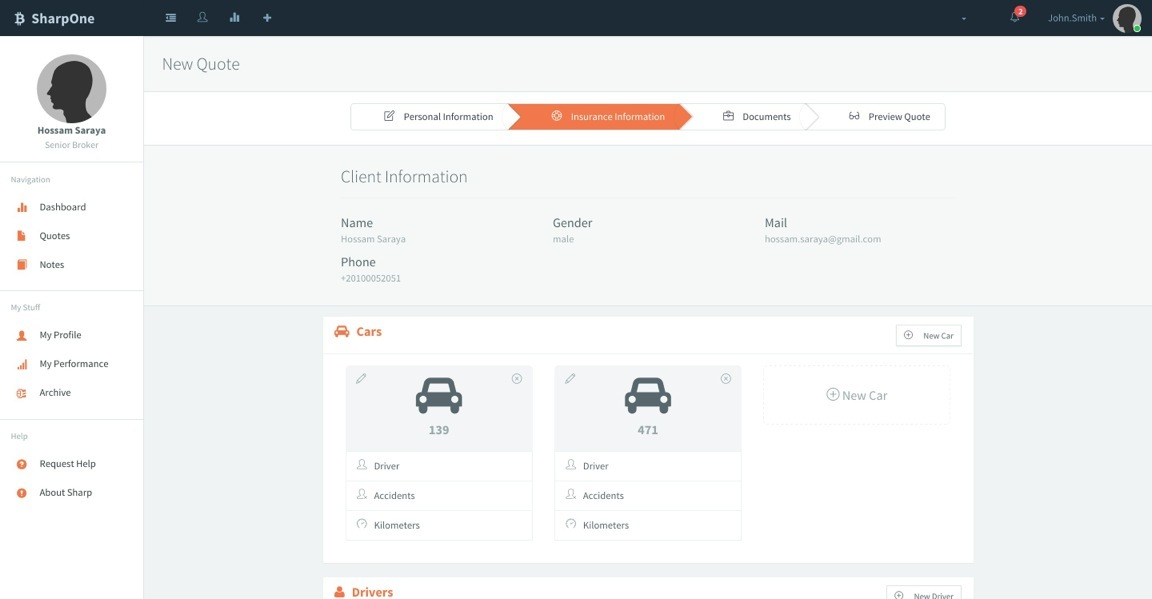 SharpOne
2
John.Smith
Hossam Saraya
Senior Broker
Navigation
Dashboard
Quotes
Notes
My Stuff
My Profile
My Performance
Archive
Help
Request Help
About Sharp
New Quote
Personal Information
Insurance Information
Documents
Preview Quote
Client Information
Name
Hossam Saraya
Gender
male
Mail
hossam.saraya@gmail.com
Phone
+20100052051
Cars
New Car
139
Driver
Accidents
Kilometers
471
Driver
Accidents
Kilometers
New Car
Drivers
New Driver